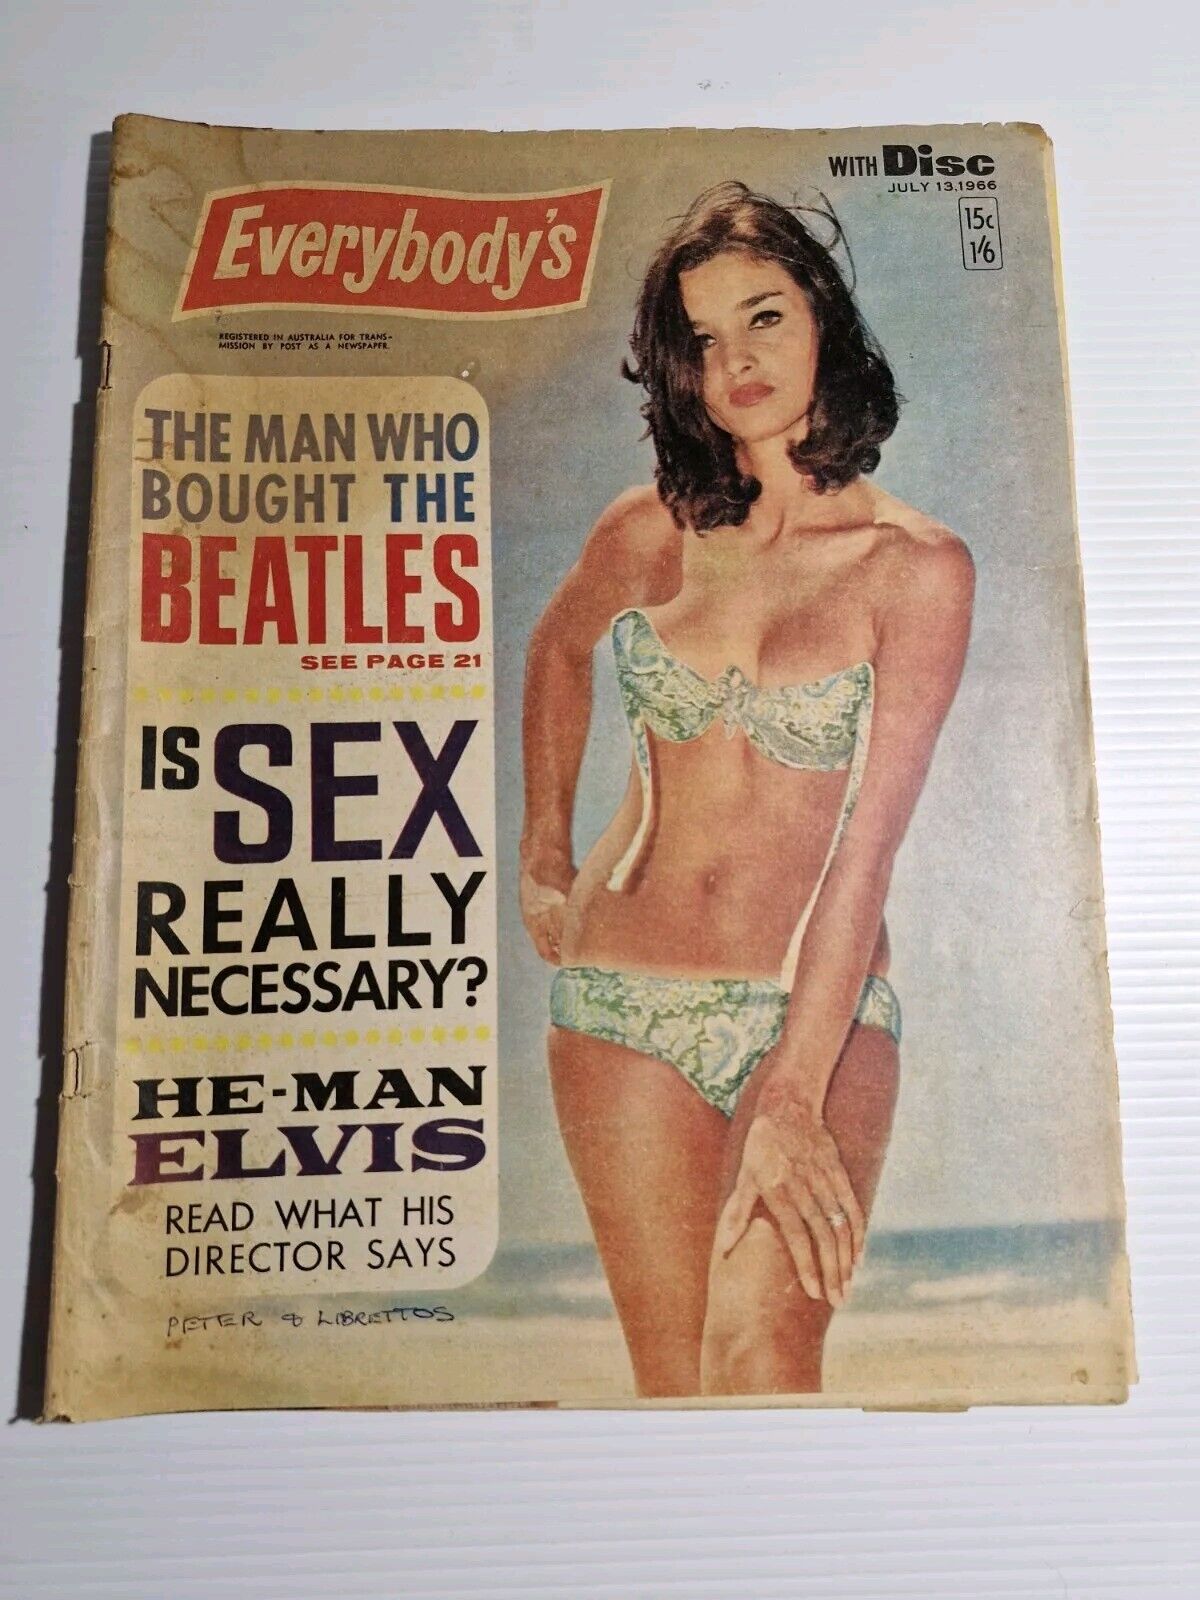 WITH Disc
JULY 13, 1966
15c
1/6
Everybody's
REGISTERED IN AUSTRALIA FOR TRANS-
MISSION BY POST AS A NEWSPAPER.
THE MAN WHO
BOUGHT THE
BEATLES
SEE PAGE 21
IS SEX
REALLY
NECESSARY?
HE-MAN
ELVIS
READ WHAT HIS
DIRECTOR SAYS
PETER & LIBRETTOS